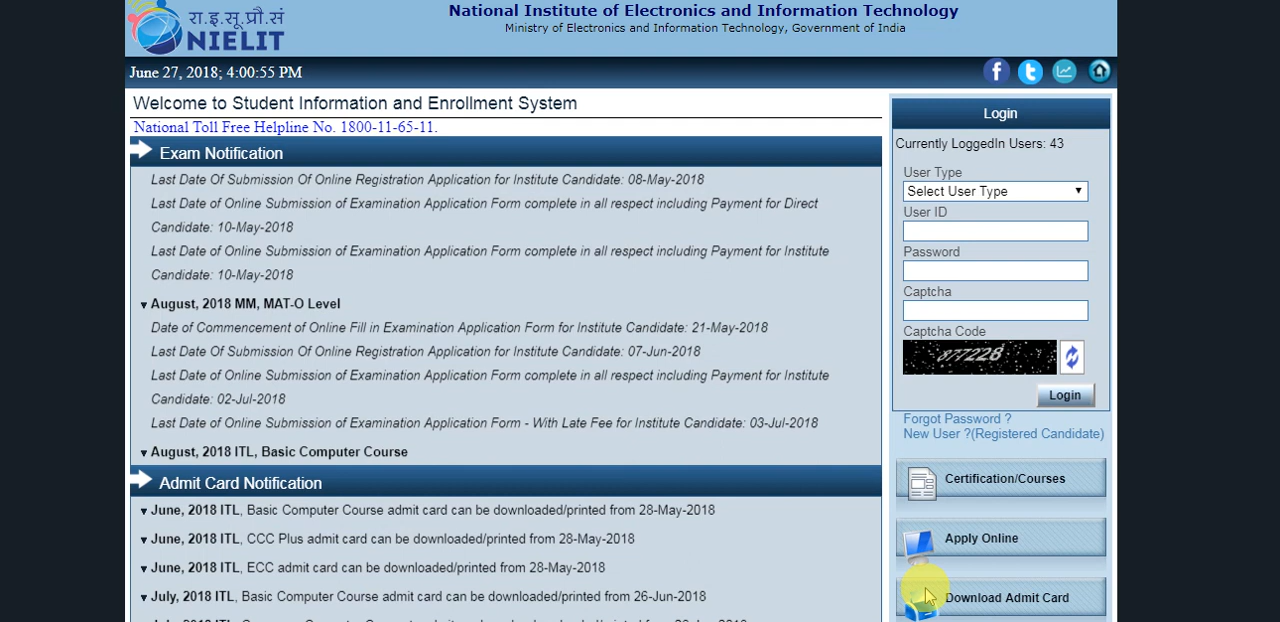 रा.इ.सू.प्रौ.सं
NIELIT
National Institute of Electronics and Information Technology
Ministry of Electronics and Information Technology, Government of India
June 27, 2018; 4:00:55 PM
Welcome to Student Information and Enrollment System
National Toll Free Helpline No. 1800-11-65-11.
Exam Notification
Last Date Of Submission Of Online Registration Application for Institute Candidate: 08-May-2018
Last Date of Online Submission of Examination Application Form complete in all respect including Payment for Direct
Candidate: 10-May-2018
Last Date of Online Submission of Examination Application Form complete in all respect including Payment for Institute
Candidate: 10-May-2018
August, 2018 MM, MAT-O Level
Date of Commencement of Online Fill in Examination Application Form for Institute Candidate: 21-May-2018
Last Date Of Submission Of Online Registration Application for Institute Candidate: 07-Jun-2018
Last Date of Online Submission of Examination Application Form complete in all respect including Payment for Institute
Candidate: 02-Jul-2018
Last Date of Online Submission of Examination Application Form - With Late Fee for Institute Candidate: 03-Jul-2018
August, 2018 ITL, Basic Computer Course
Admit Card Notification
June, 2018 ITL, Basic Computer Course admit card can be downloaded/printed from 28-May-2018
June, 2018 ITL, CCC Plus admit card can be downloaded/printed from 28-May-2018
June, 2018 ITL, ECC admit card can be downloaded/printed from 28-May-2018
July, 2018 ITL, Basic Computer Course admit card can be downloaded/printed from 26-Jun-2018
Login
Currently LoggedIn Users: 43
User Type
Select User Type
User ID
Password
Captcha
Captcha Code
877228
Login
Forgot Password ?
New User ?(Registered Candidate)
Certification/Courses
Apply Online
Download Admit Card